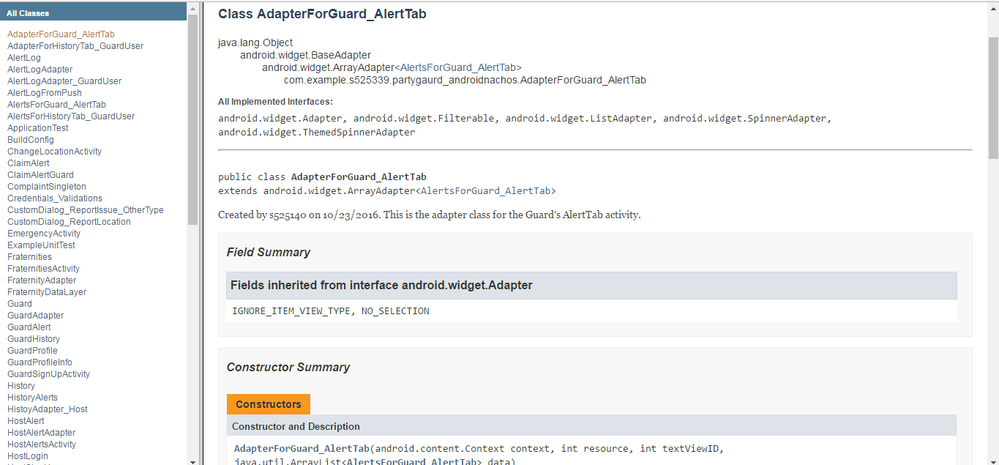 All Classes
AdapterForGuard_AlertTab
AdapterForHistoryTab_GuardUser
AlertLog
AlertLogAdapter
AlertLogAdapter_GuardUser
AlertLogFromPush
AlertsForGuard_AlertTab
AlertsForHistoryTab_GuardUser
ApplicationTest
BuildConfig
ChangeLocationActivity
ClaimAlert
ClaimAlertGuard
ComplaintSingleton
Credentials_Validations
CustomDialog_ReportIssue_OtherType
CustomDialog_ReportLocation
EmergencyActivity
ExampleUnitTest
Fraternities
FraternitiesActivity
FraternityAdapter
FraternityDataLayer
Guard
GuardAdapter
GuardAlert
GuardHistory
GuardProfile
GuardProfileInfo
GuardSignUpActivity
History
HistoryAlerts
HistoyAdapter_Host
HostAlert
HostAlertAdapter
HostAlertsActivity
HostLogin
Class AdapterForGuard_AlertTab
java.lang.Object
android.widget.BaseAdapter
android.widget.ArrayAdapter<AlertsForGuard_AlertTab>
com.example.s525339.partygaurd_androidnachos.AdapterForGuard_AlertTab
All Implemented Interfaces:
android.widget.Adapter, android.widget.Filterable, android.widget.ListAdapter, android.widget.SpinnerAdapter,
android.widget.ThemedSpinnerAdapter
public class AdapterForGuard_AlertTab
extends android.widget.ArrayAdapter<AlertsForGuard_AlertTab>
Created by s525140 on 10/23/2016. This is the adapter class for the Guard's AlertTab activity.
Field Summary
Fields inherited from interface android.widget.Adapter
IGNORE_ITEM_VIEW_TYPE, NO_SELECTION
Constructor Summary
Constructors
Constructor and Description
AdapterForGuard_AlertTab(android.content.Context context, int resource, int textViewID,
java.util.ArrayList<AlertsForGuard_AlertTab> data)